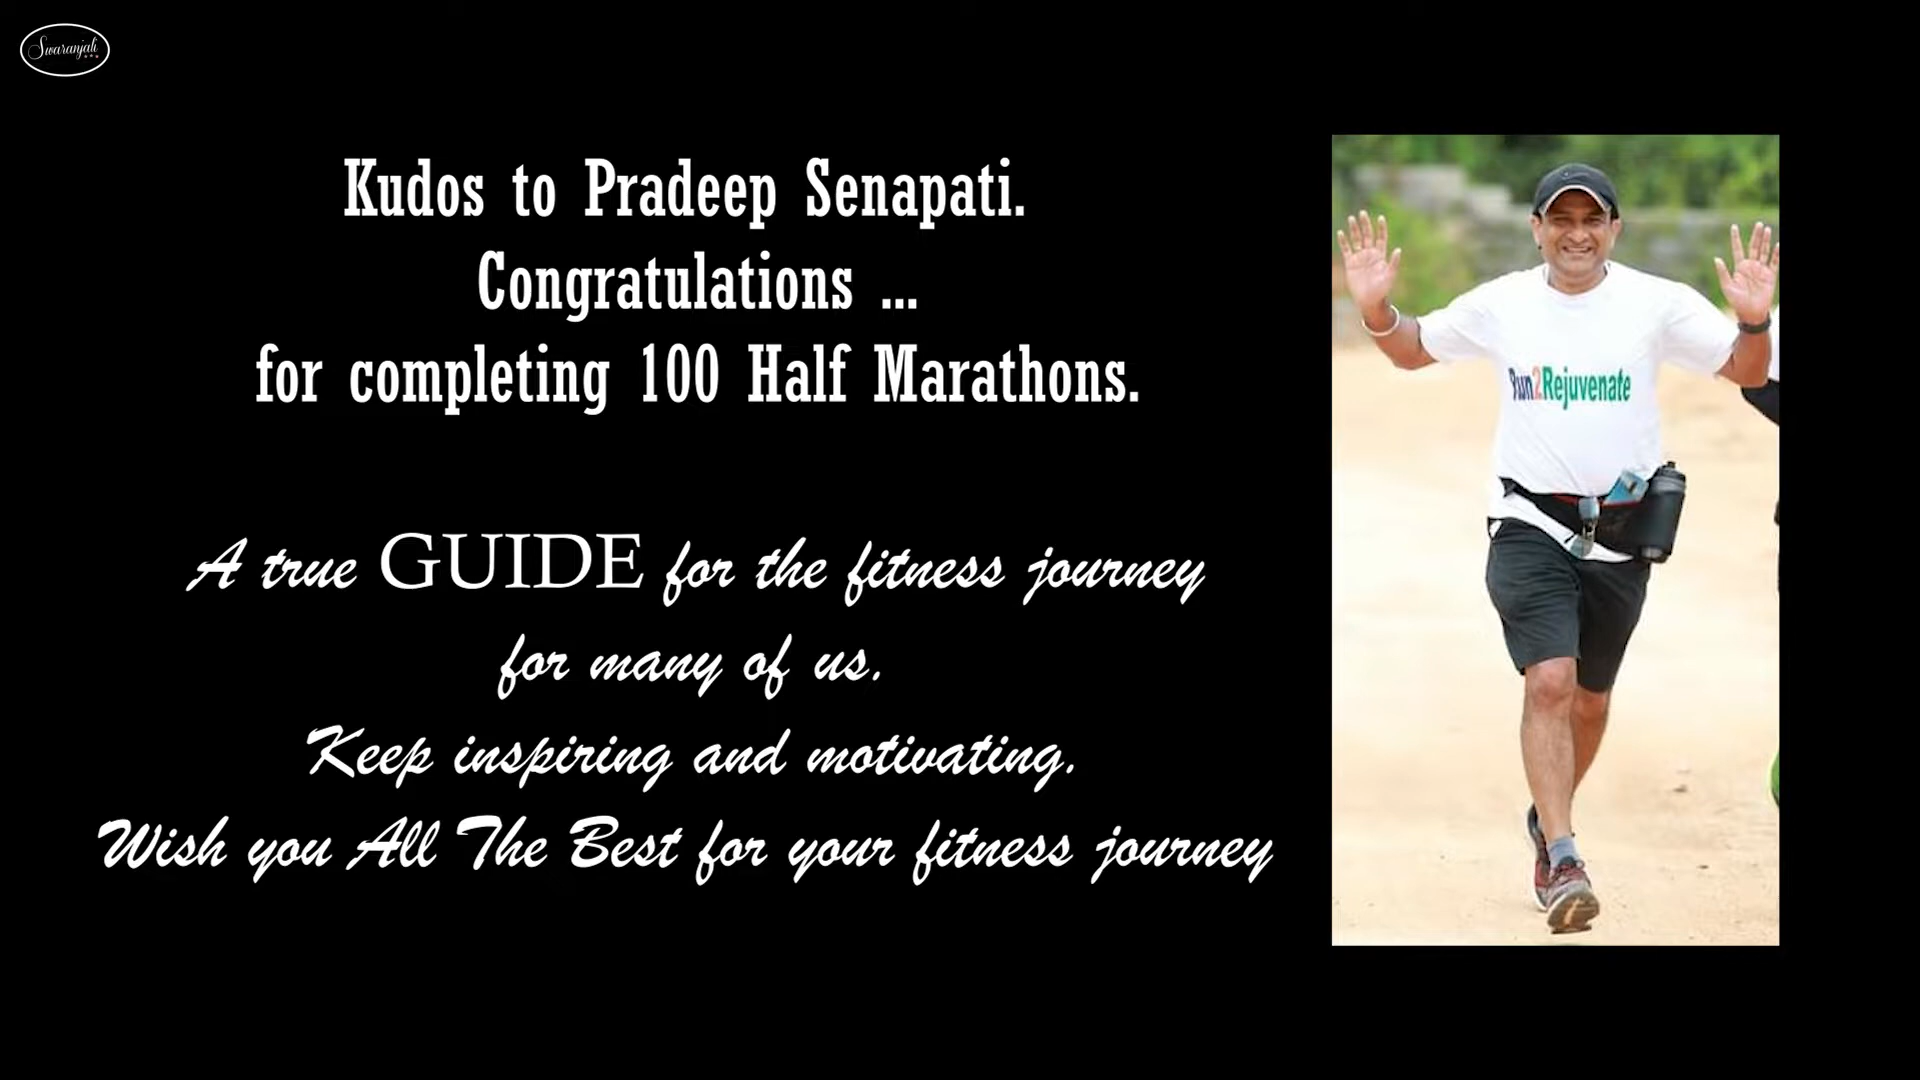 Swaranjali
Kudos to Pradeep Senapati.
Congratulations ...
for completing 100 Half Marathons.
A true GUIDE for the fitness journey
for many of us.
Keep inspiring and motivating.
Wish you All The Best for your fitness journey
Run2Rejuvenate